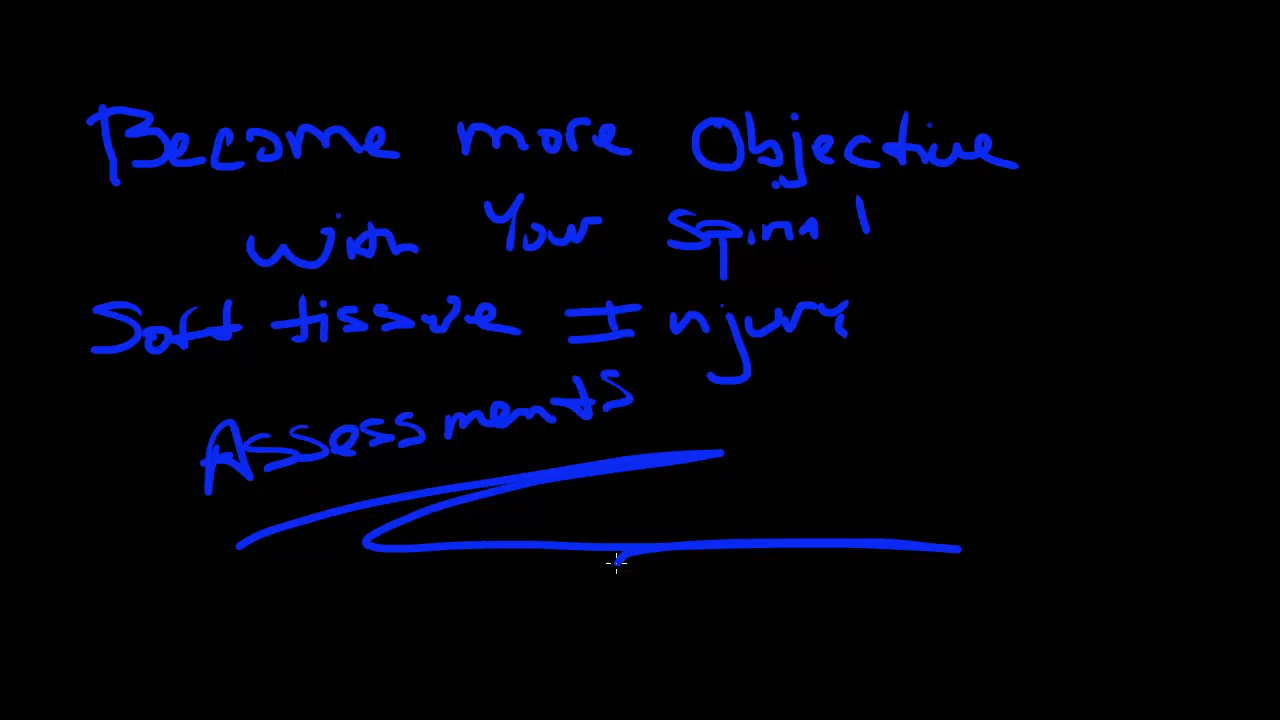 Become more Objective
with Your Spinal
Soft tissue Injury
Assessments